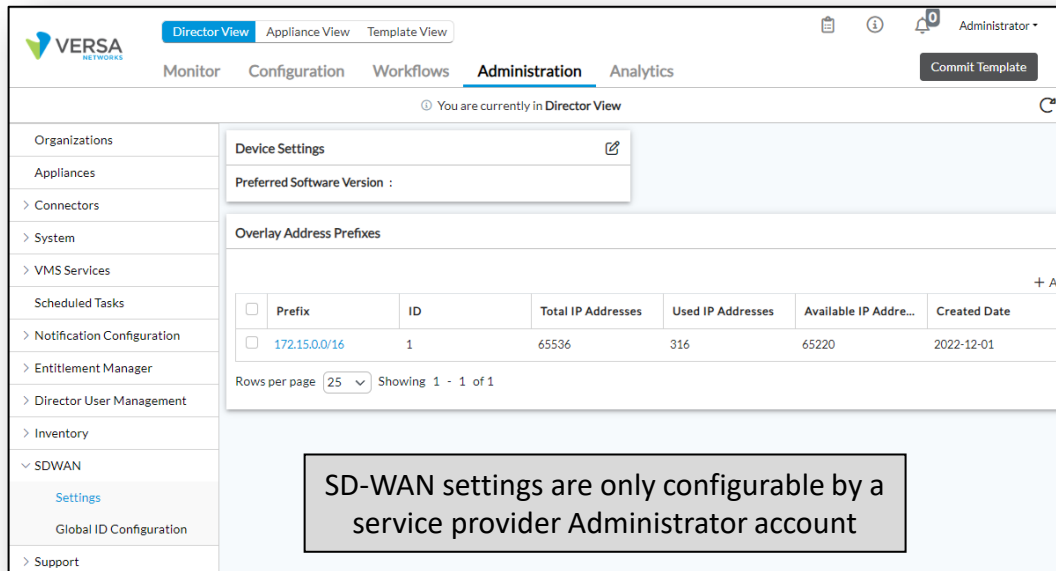 VERSA
NETWORKS
Director View Appliance View Template View
0
Administrator
Monitor Configuration Workflows Administration Analytics
Commit Template
You are currently in Director View
Organizations
Appliances
Connectors
System
VMS Services
Scheduled Tasks
Notification Configuration
Entitlement Manager
Director User Management
Inventory
SDWAN
Settings
Global ID Configuration
Support
Device Settings
Preferred Software Version :
Overlay Address Prefixes
+ A
Prefix ID Total IP Addresses Used IP Addresses Available IP Addre... Created Date
172.15.0.0/16 1 65536 316 65220 2022-12-01
Rows per page 25 Showing 1 - 1 of 1
SD-WAN settings are only configurable by a
service provider Administrator account